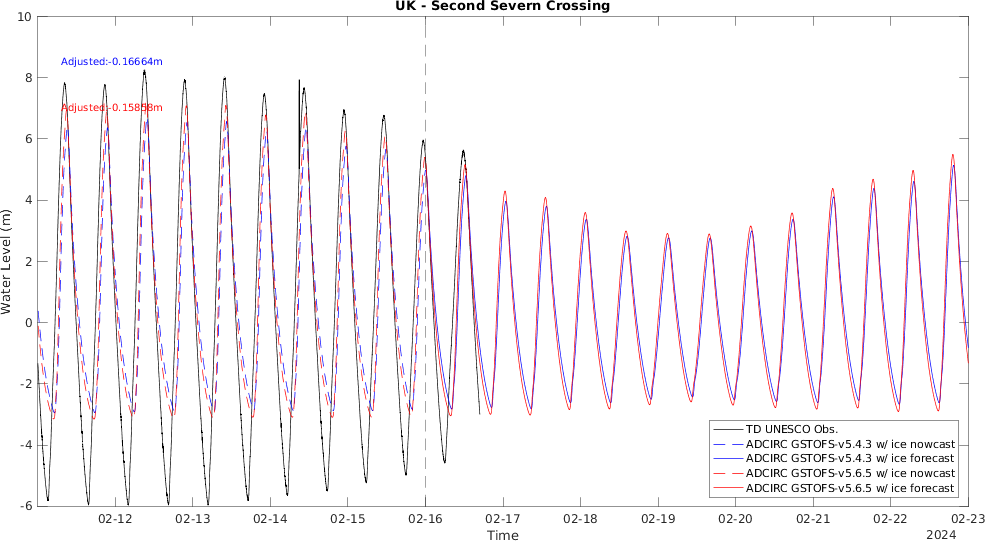 UK - Second Severn Crossing
10
8
6
4
2
0
-2
-4
-6
Water Level (m)
Adjusted:-0.16664m
Adjusted:-0.15858m
TD UNESCO Obs.
ADCIRC GSTOFS-v5.4.3 w/ ice nowcast
ADCIRC GSTOFS-v5.4.3 w/ ice forecast
ADCIRC GSTOFS-v5.6.5 w/ ice nowcast
ADCIRC GSTOFS-v5.6.5 w/ ice forecast
02-12 02-13 02-14 02-15 02-16 02-17 02-18 02-19 02-20 02-21 02-22 02-23
Time
2024